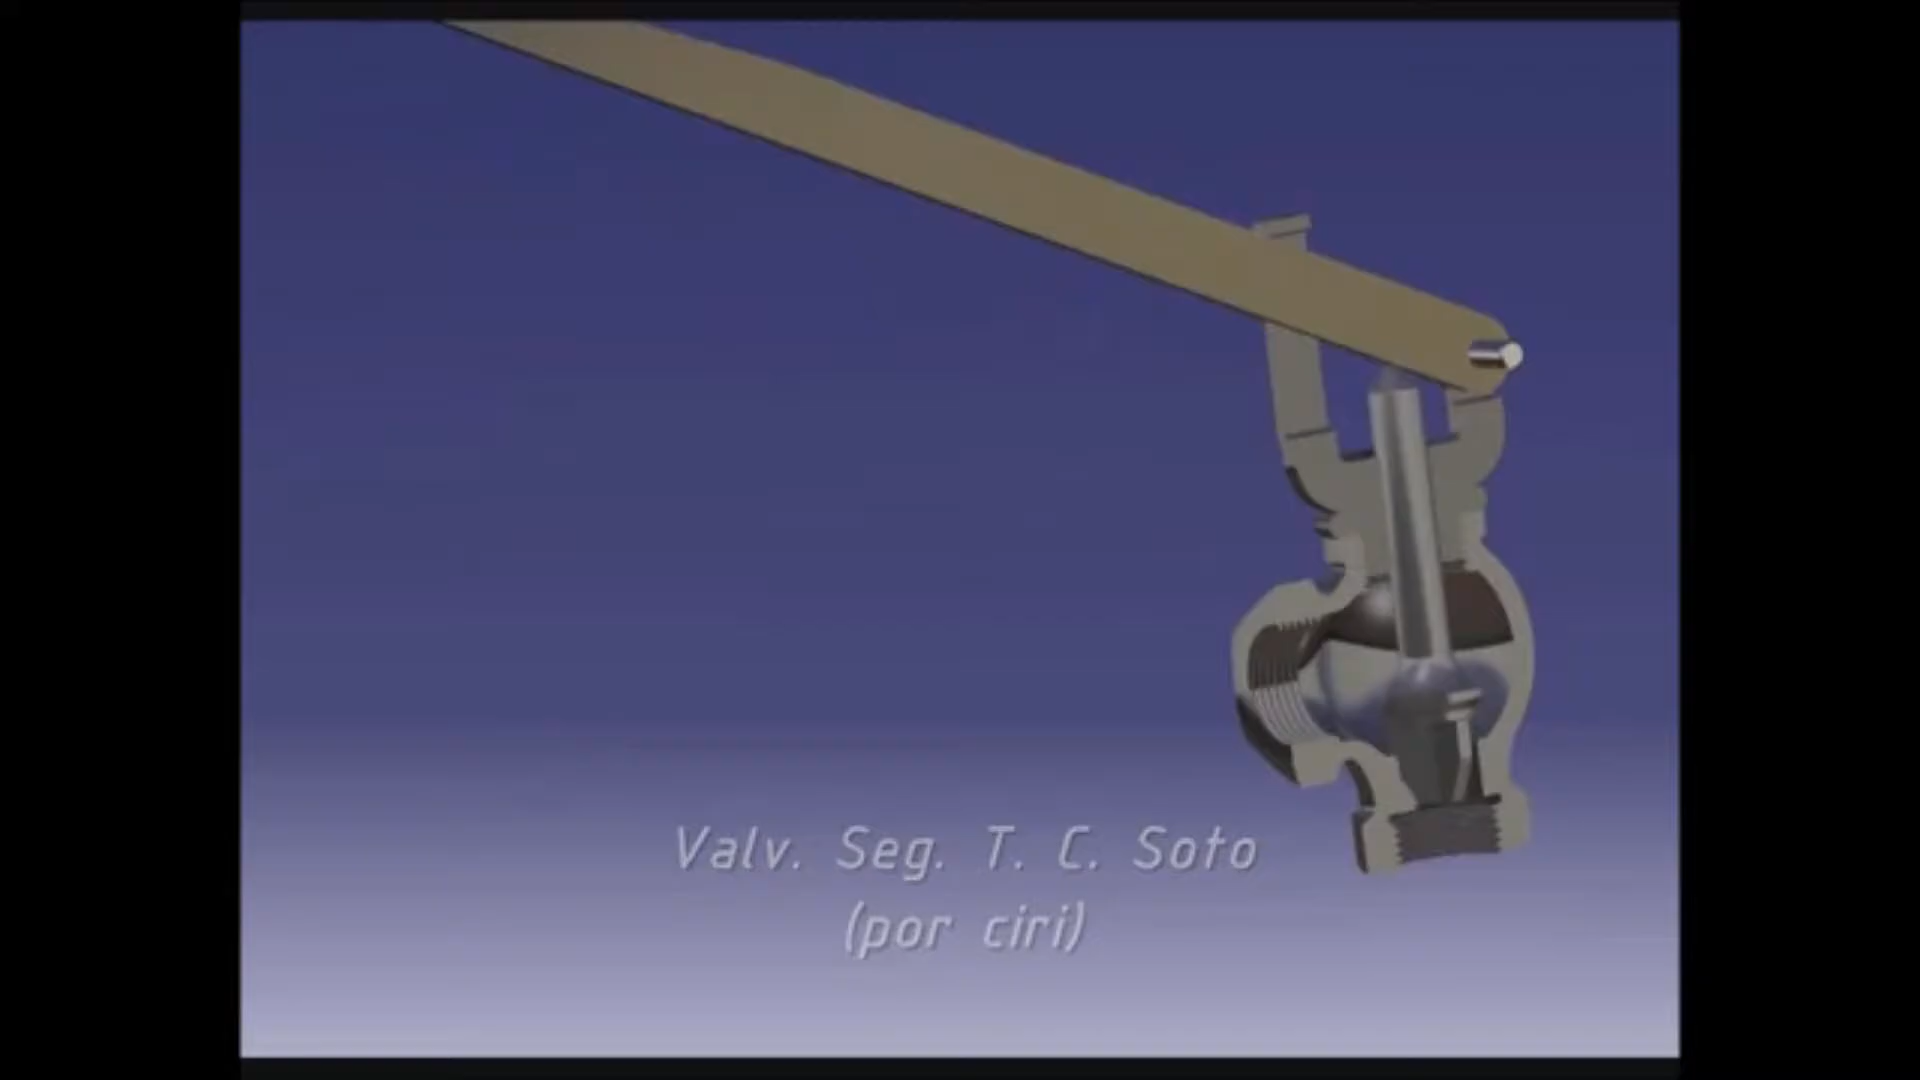 Valv. Seg. T. C. Soto
(por ciri)